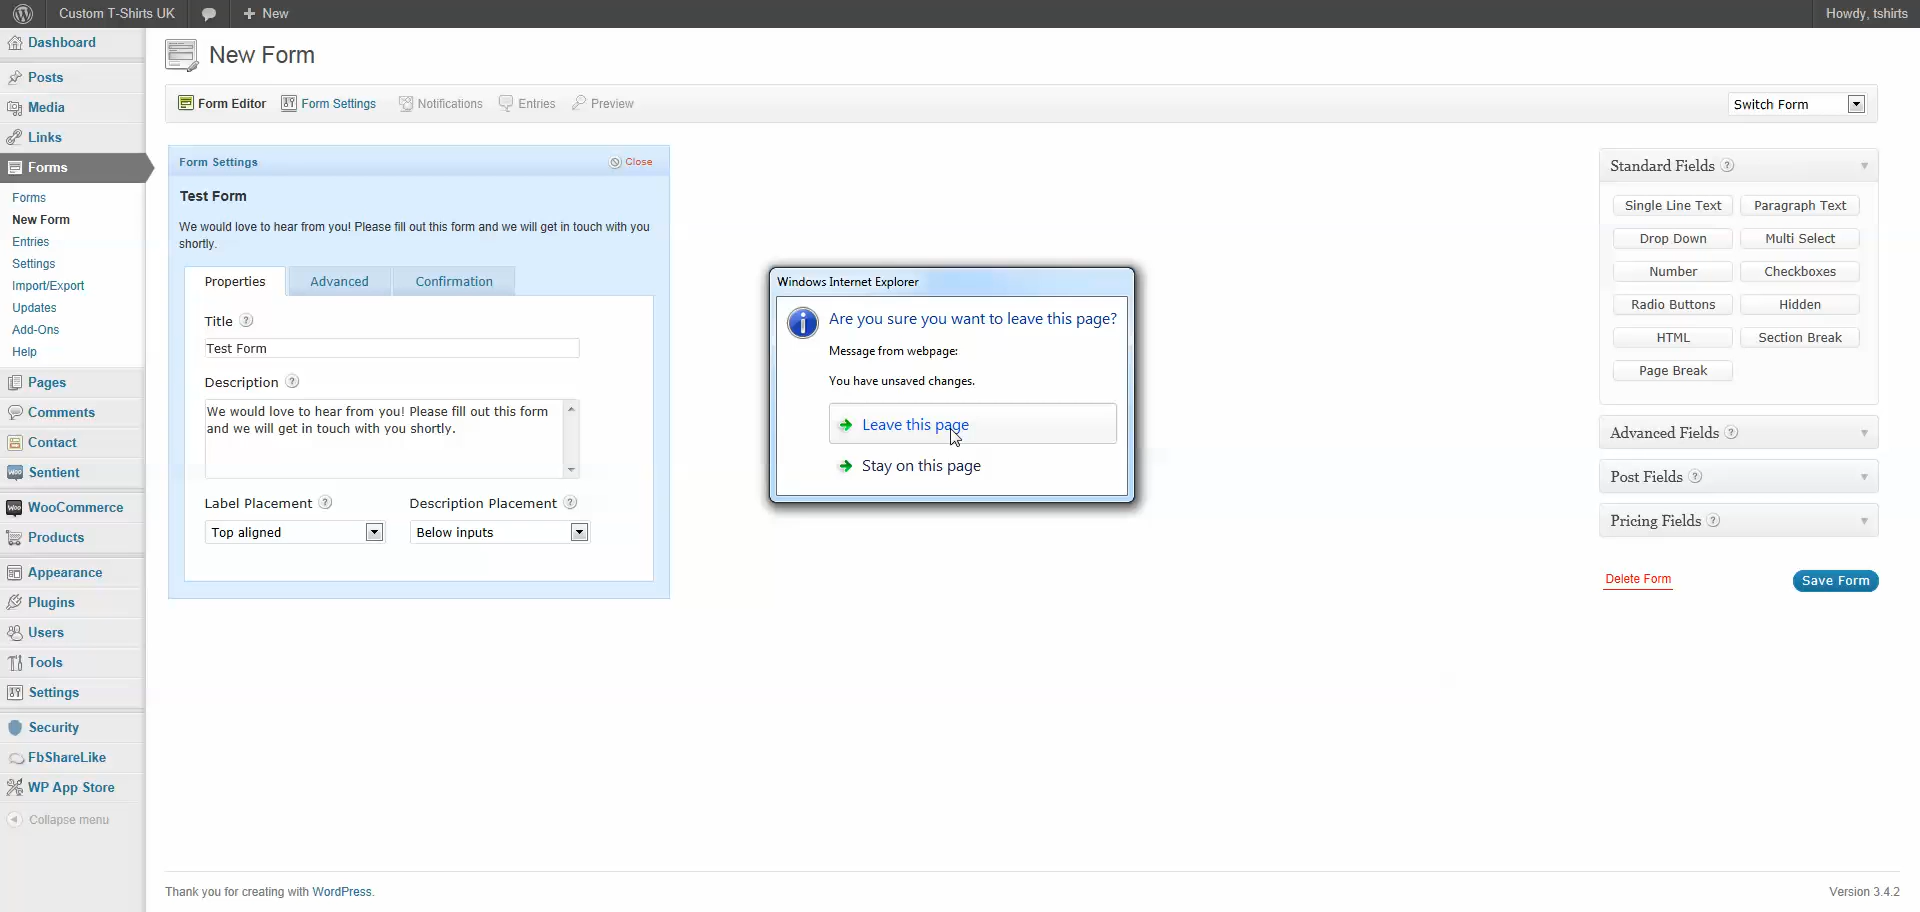 Custom T-Shirts UK
New
Howdy, tshirts
Dashboard
Posts
Media
Links
Forms
Forms
New Form
Entries
Settings
Import/Export
Updates
Add-Ons
Help
Pages
Comments
Contact
Sentient
WooCommerce
Products
Appearance
Plugins
Users
Tools
Settings
Security
FbShareLike
WP App Store
Collapse menu
New Form
Form Editor
Form Settings
Notifications
Entries
Preview
Switch Form
Form Settings
Close
Test Form
We would love to hear from you! Please fill out this form and we will get in touch with you
shortly.
Properties
Advanced
Confirmation
Title ?
Test Form
Description ?
We would love to hear from you! Please fill out this form
and we will get in touch with you shortly.
Label Placement ?
Description Placement ?
Top aligned
Below inputs
Windows Internet Explorer
Are you sure you want to leave this page?
Message from webpage:
You have unsaved changes.
Leave this page
Stay on this page
Standard Fields ?
Single Line Text
Paragraph Text
Drop Down
Multi Select
Number
Checkboxes
Radio Buttons
Hidden
HTML
Section Break
Page Break
Advanced Fields ?
Post Fields ?
Pricing Fields ?
Delete Form
Save Form
Thank you for creating with WordPress.
Version 3.4.2